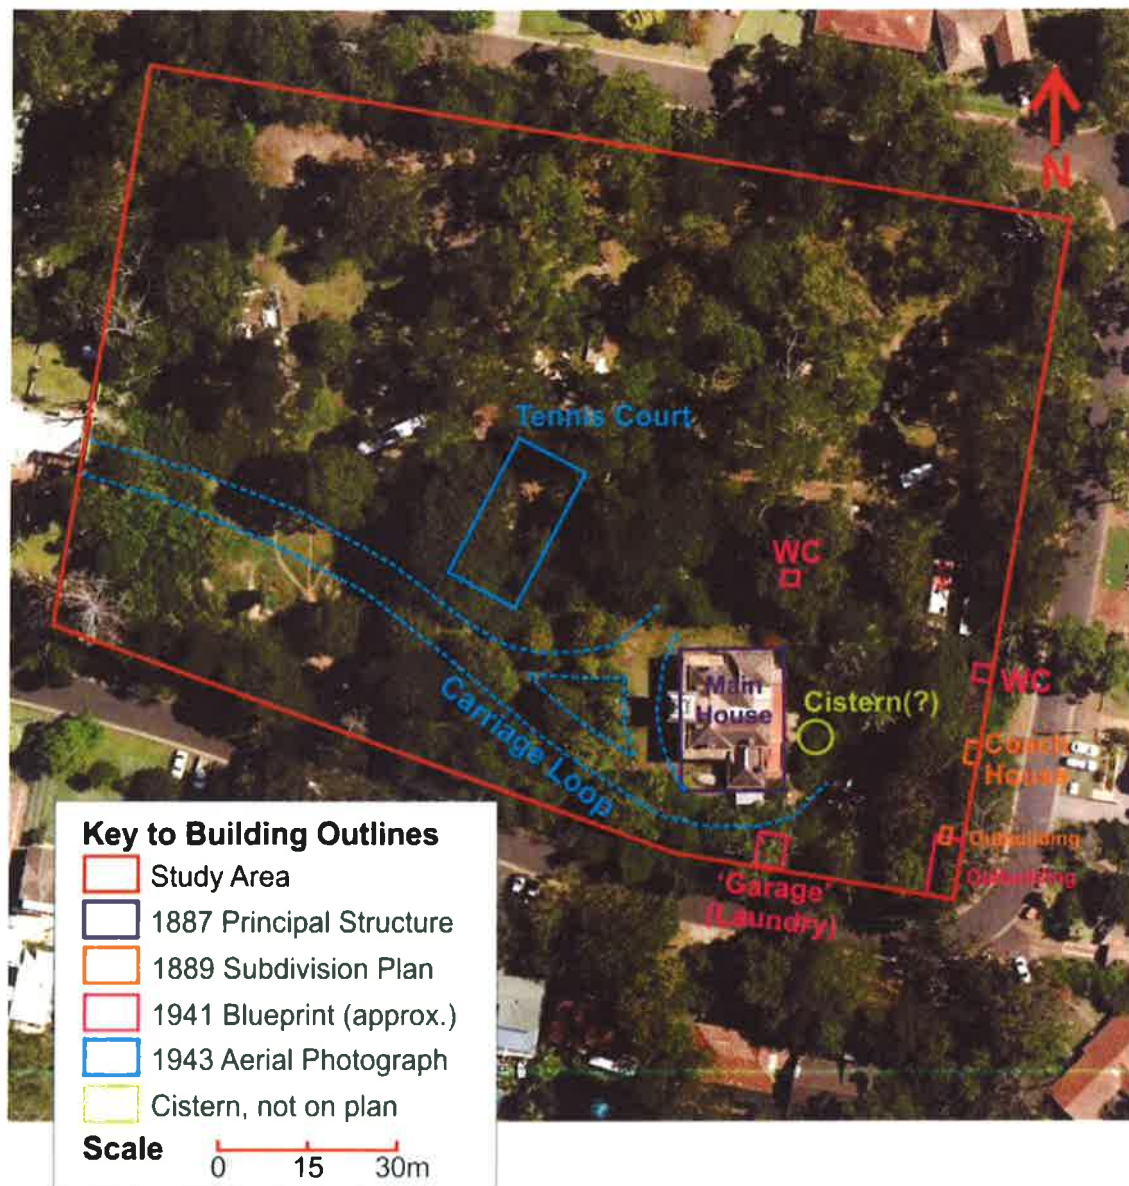 N
Tennis Court
WC
WC
Main
House
Cistern(?)
Coach
House
Carriage Loop
Outbuilding
Outbuilding
'Garage'
(Laundry)
Key to Building Outlines
Study Area
1887 Principal Structure
1889 Subdivision Plan
1941 Blueprint (approx.)
1943 Aerial Photograph
Cistern, not on plan
Scale
0 15 30m